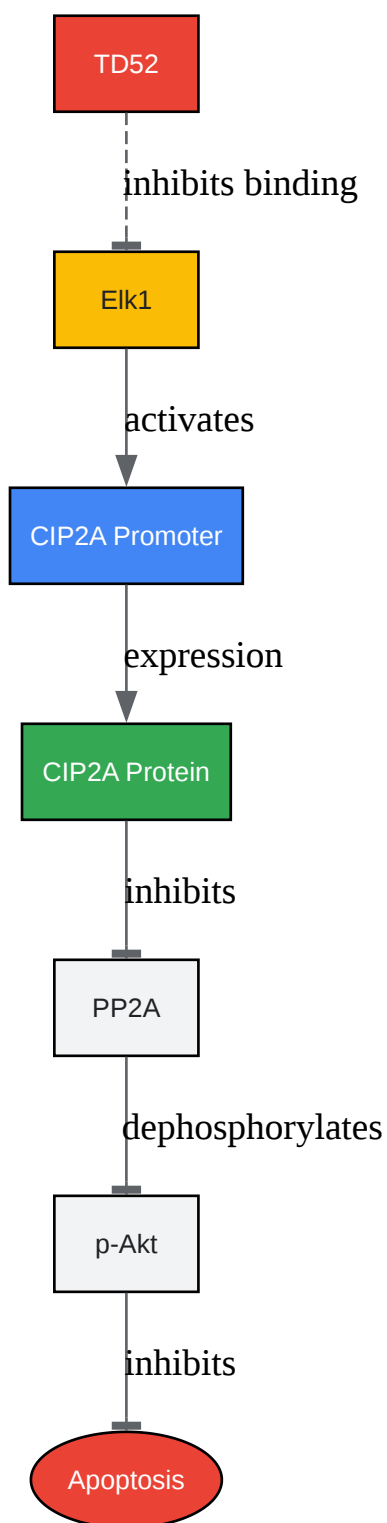 TD52
inhibits binding
Elk1
activates
CIP2A Promoter
expression
CIP2A Protein
inhibits
PP2A
dephosphorylates
p-Akt
inhibits
Apoptosis